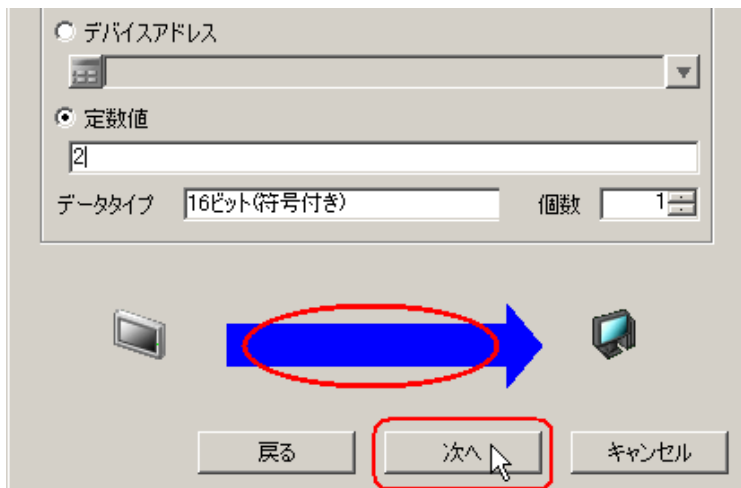 デバイスアドレス
定数値
2
データタイプ 16ビット(符号付き) 個数 1
戻る 次へ キャンセル